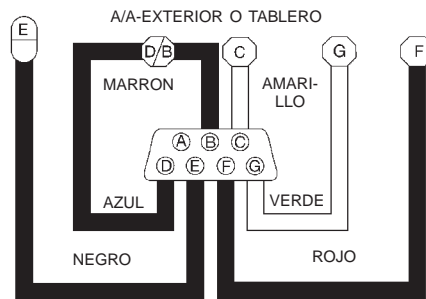 A/A-EXTERIOR O TABLERO
E
D/B
C
G
F
MARRON
AMARI-
LLO
A B C
D E F G
AZUL
VERDE
NEGRO
ROJO